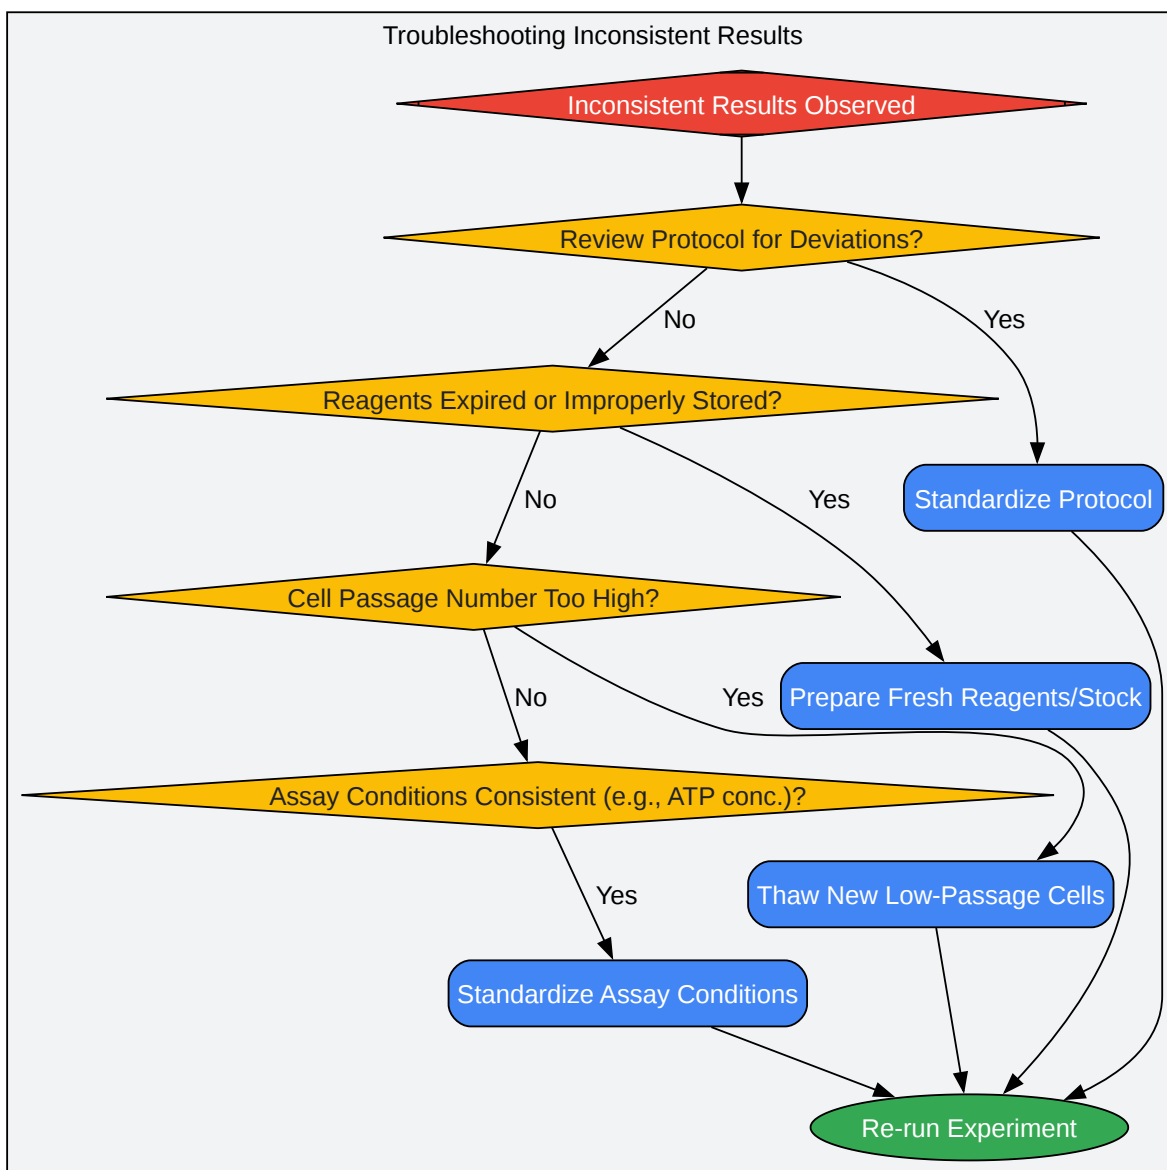 Troubleshooting Inconsistent Results
Inconsistent Results Observed
Review Protocol for Deviations?
No
Yes
Reagents Expired or Improperly Stored?
Standardize Protocol
No
Yes
Cell Passage Number Too High?
Prepare Fresh Reagents/Stock
No
Yes
Assay Conditions Consistent (e.g., ATP conc.)?
Thaw New Low-Passage Cells
Yes
Standardize Assay Conditions
Re-run Experiment